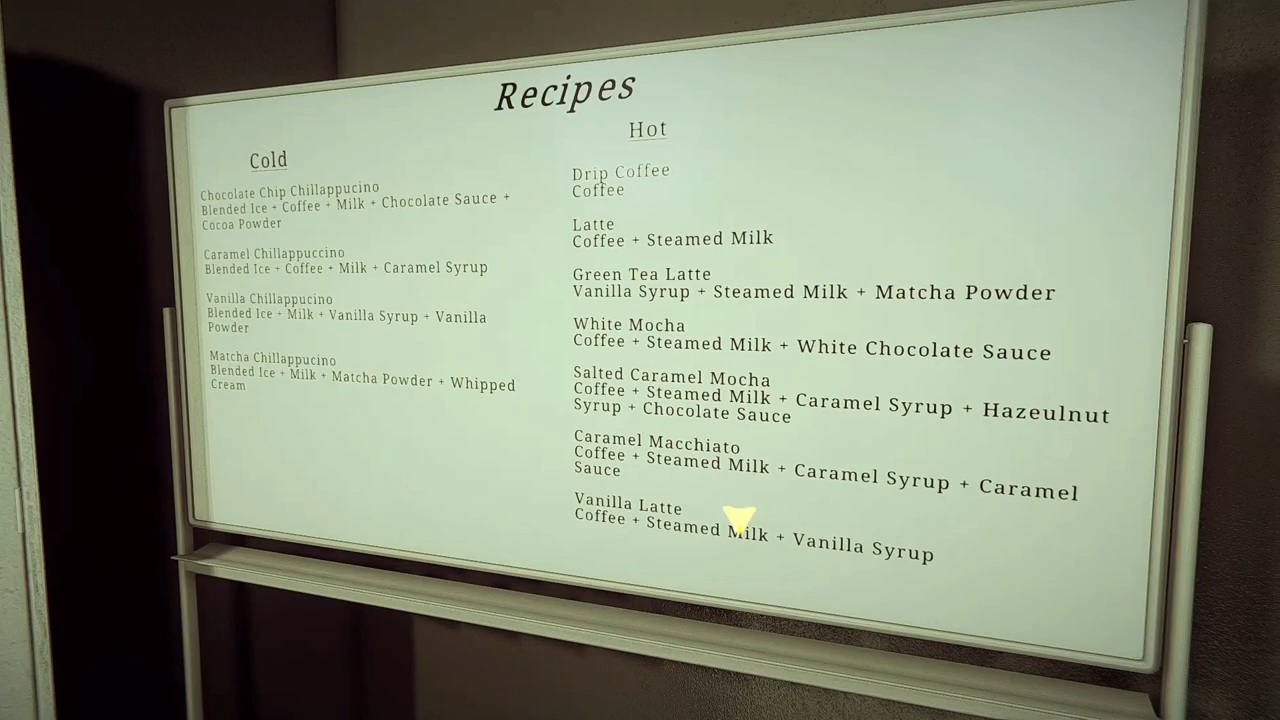 Recipes
Cold
Chocolate Chip Chillappucino
Blended Ice + Coffee + Milk + Chocolate Sauce +
Cocoa Powder
Caramel Chillappuccino
Blended Ice + Coffee + Milk + Caramel Syrup
Vanilla Chillappucino
Blended Ice + Milk + Vanilla Syrup + Vanilla
Powder
Matcha Chillappucino
Blended Ice + Milk + Matcha Powder + Whipped
Cream
Hot
Drip Coffee
Coffee
Latte
Coffee + Steamed Milk
Green Tea Latte
Vanilla Syrup + Steamed Milk + Matcha Powder
White Mocha
Coffee + Steamed Milk + White Chocolate Sauce
Salted Caramel Mocha
Coffee + Steamed Milk + Caramel Syrup + Hazeulnut
Syrup + Chocolate Sauce
Caramel Macchiato
Coffee + Steamed Milk + Caramel Syrup + Caramel
Sauce
Vanilla Latte
Coffee + Steamed Milk + Vanilla Syrup